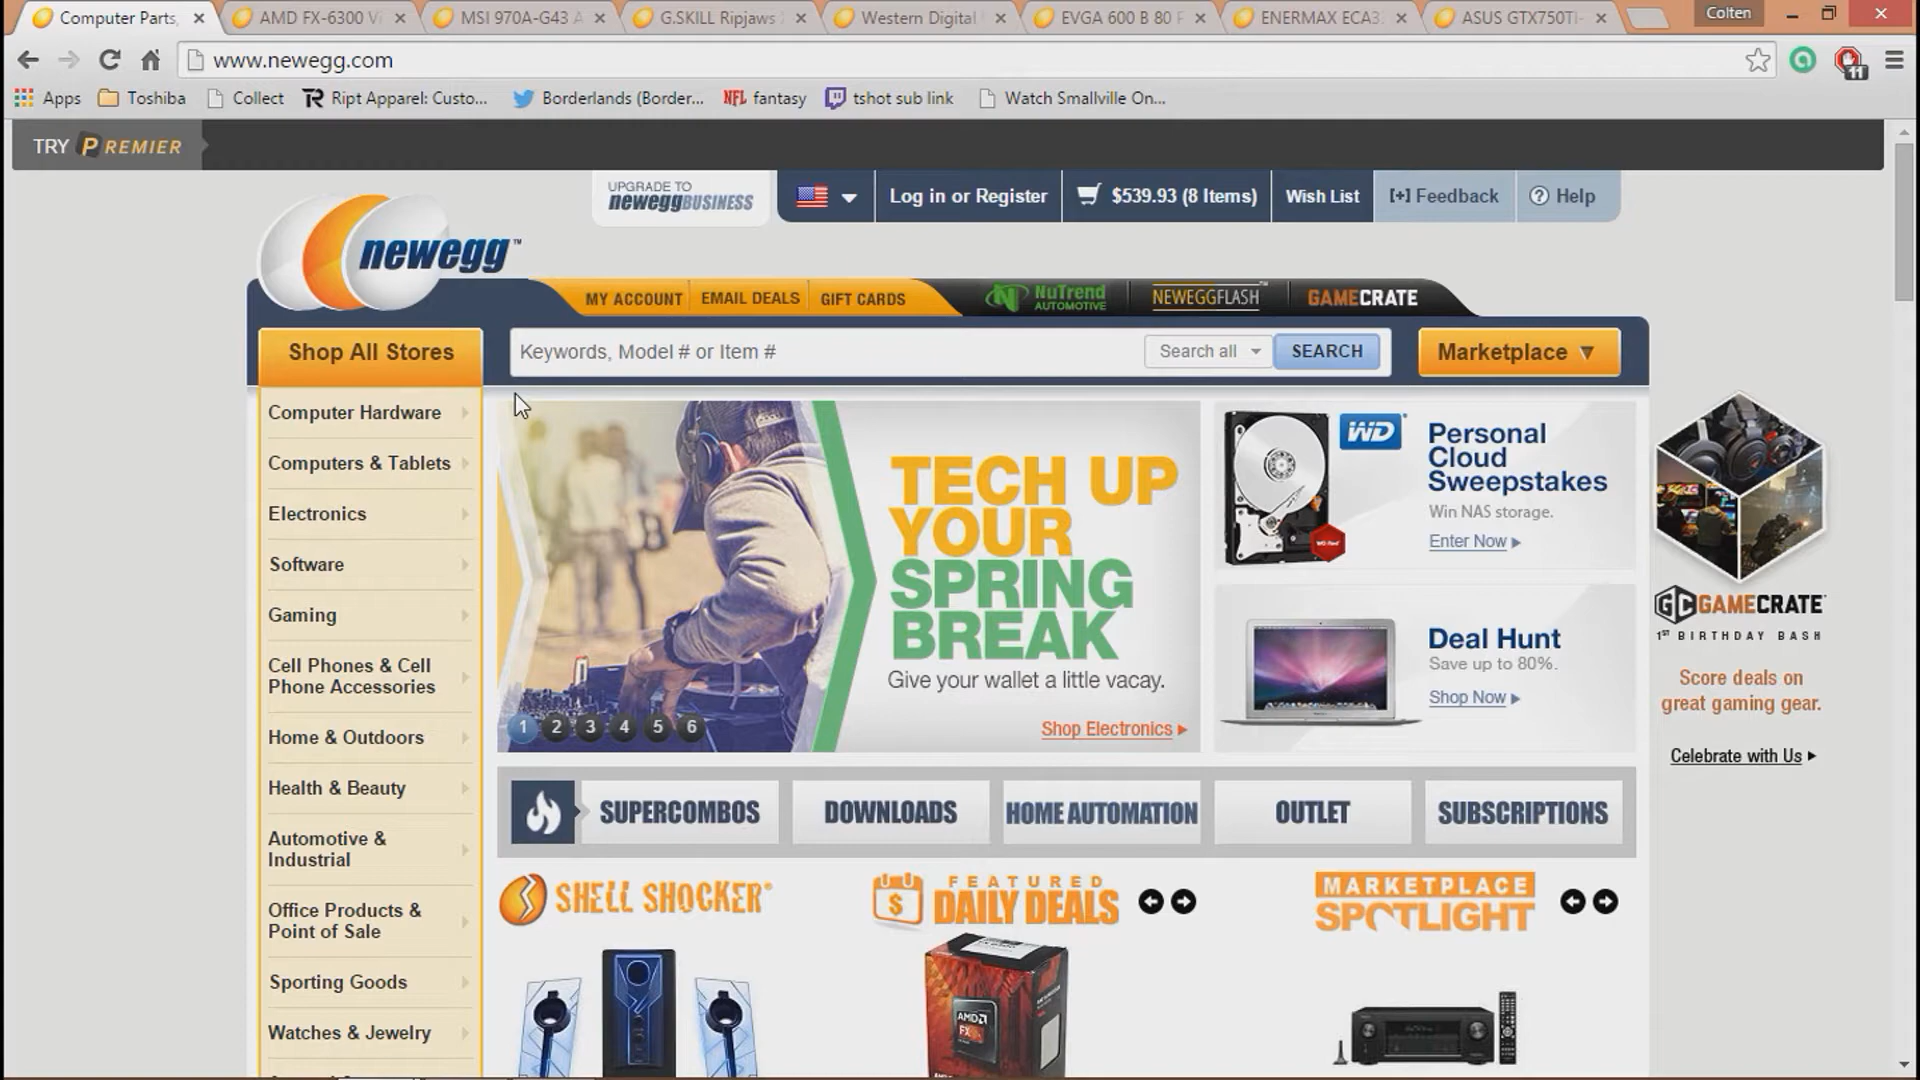 Computer Parts,
AMD FX-6300 Vi
MSI 970A-G43 A
G.SKILL Ripjaws
Western Digital
EVGA 600 B 80 P
ENERMAX ECA3
ASUS GTX750TI-
Colten
www.newegg.com
11
Apps
Toshiba
Collect
Ript Apparel: Custo...
Borderlands (Border...
NFL fantasy
tshot sub link
Watch Smallville On...
TRY PREMIER
UPGRADE TO
neweggBUSINESS
Log in or Register
$539.93 (8 Items)
Wish List
[+] Feedback
? Help
newegg™
MY ACCOUNT
EMAIL DEALS
GIFT CARDS
NUTREND
AUTOMOTIVE
NEWEGGFLASH
GAMECRATE
Shop All Stores
Keywords, Model # or Item #
Search all
SEARCH
Marketplace
Computer Hardware
Computers & Tablets
Electronics
Software
Gaming
Cell Phones & Cell
Phone Accessories
Home & Outdoors
Health & Beauty
Automotive &
Industrial
Office Products &
Point of Sale
Sporting Goods
Watches & Jewelry
TECH UP
YOUR
SPRING
BREAK
Give your wallet a little vacay.
Shop Electronics
1 2 3 4 5 6
WD
Personal
Cloud
Sweepstakes
Win NAS storage.
Enter Now
Deal Hunt
Save up to 80%.
Shop Now
GC GAMECRATE
1ST BIRTHDAY BASH
Score deals on
great gaming gear.
Celebrate with Us
SUPERCOMBOS
DOWNLOADS
HOME AUTOMATION
OUTLET
SUBSCRIPTIONS
SHELL SHOCKER®
FEATURED
DAILY DEALS
MARKETPLACE
SPOTLIGHT
AMD
FX